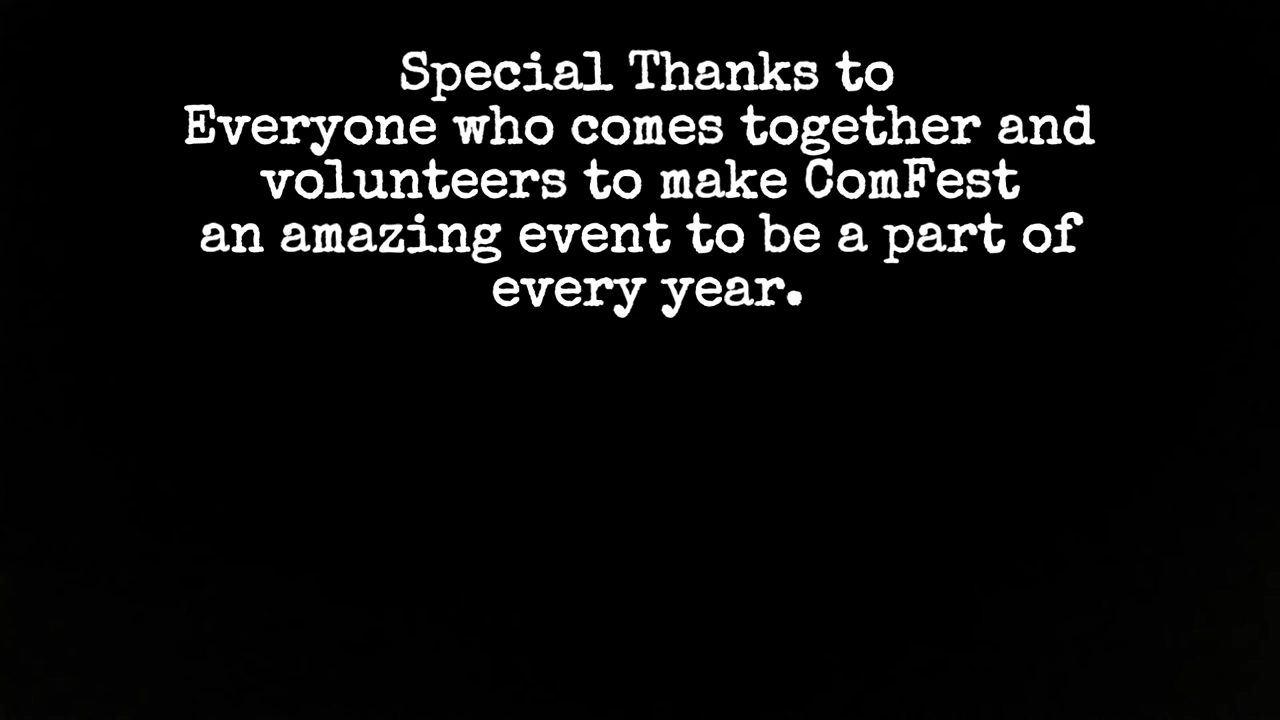 Special Thanks to
Everyone who comes together and
volunteers to make ComFest
an amazing event to be a part of
every year.